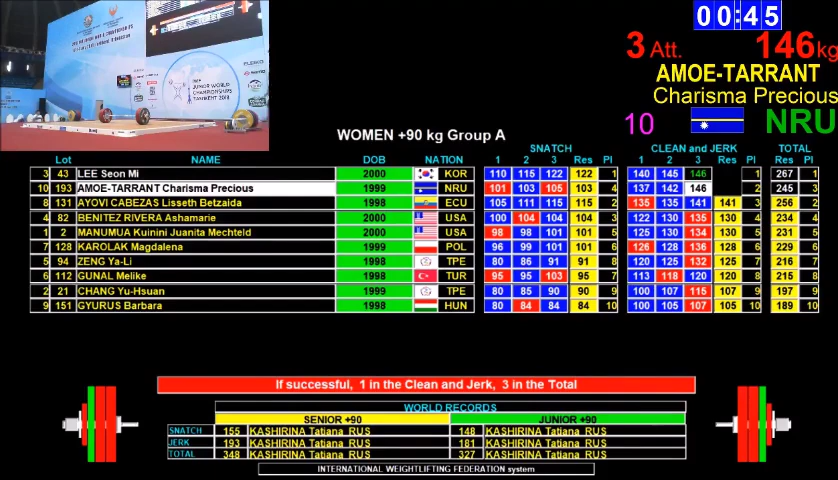 00:45
3 Att. 146kg
AMOE-TARRANT
Charisma Precious
10 NRU
IWF
JUNIOR WORLD
CHAMPIONSHIPS
WOMEN +90 kg Group A
SNATCH CLEAN and JERK TOTAL
Lot NAME DOB NATION 1 2 3 Res Pl 1 2 3 Res Pl Res Pl
3 43 LEE Seon Mi 2000 KOR 110 115 122 122 1 140 145 146 1 267 1
10 193 AMOE-TARRANT Charisma Precious 1999 NRU 101 103 105 103 4 137 142 146 2 245 3
8 131 AYOVI CABEZAS Lisseth Betzaida 1998 ECU 105 111 115 115 2 135 135 141 141 3 256 2
4 82 BENITEZ RIVERA Ashamarie 2000 USA 100 104 104 104 3 122 130 135 130 4 234 4
1 2 MANUMUA Kuinini Juanita Mechteld 2000 USA 98 98 101 101 5 125 130 134 130 5 231 5
7 128 KAROLAK Magdalena 1999 POL 96 99 101 101 6 126 128 136 128 6 229 6
5 94 ZENG Ya-Li 1998 TPE 80 86 91 91 8 120 125 132 125 7 216 7
6 112 GUNAL Melike 1998 TUR 95 95 103 95 7 113 118 120 120 8 215 8
2 21 CHANG Yu-Hsuan 1999 TPE 80 85 90 90 9 100 107 115 107 9 197 9
9 151 GYURUS Barbara 1998 HUN 80 84 84 84 10 100 105 107 105 10 189 10
If successful, 1 in the Clean and Jerk, 3 in the Total
WORLD RECORDS
SENIOR +90 JUNIOR +90
SNATCH 155 KASHIRINA Tatiana RUS 148 KASHIRINA Tatiana RUS
JERK 193 KASHIRINA Tatiana RUS 181 KASHIRINA Tatiana RUS
TOTAL 348 KASHIRINA Tatiana RUS 327 KASHIRINA Tatiana RUS
INTERNATIONAL WEIGHTLIFTING FEDERATION system